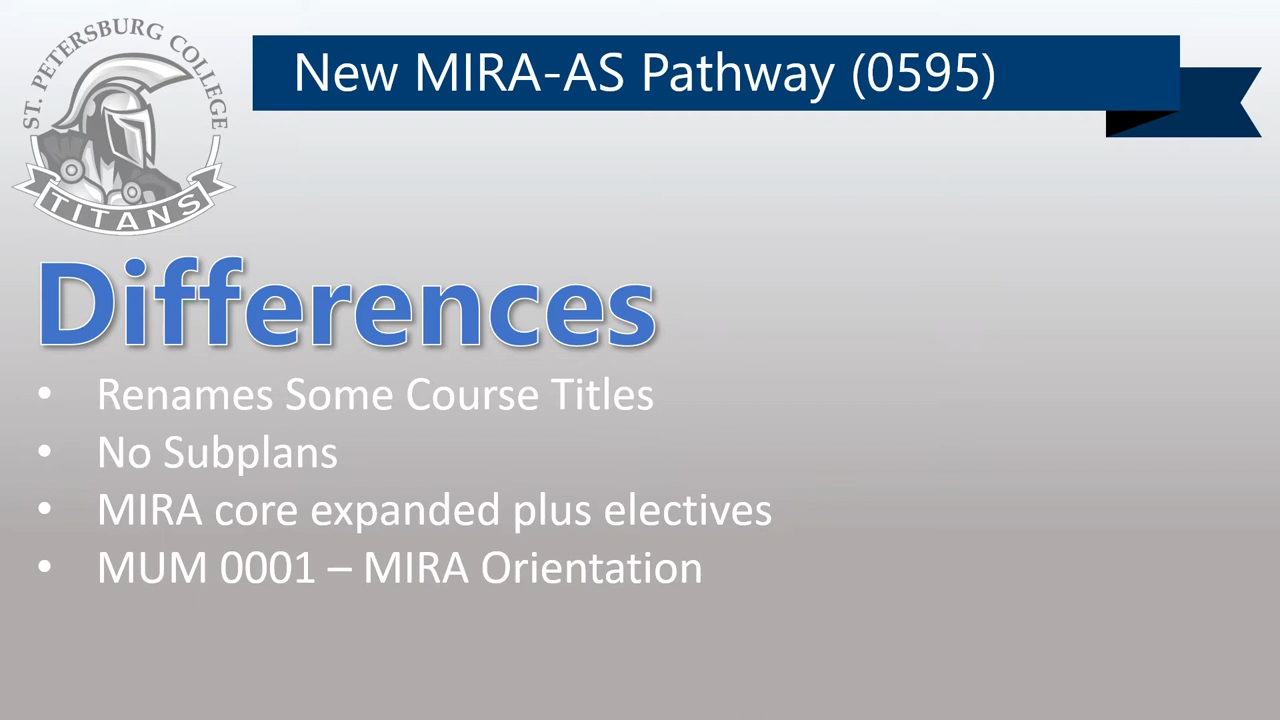 ST. PETERSBURG COLLEGE
TITANS
New MIRA-AS Pathway (0595)
Differences
• Renames Some Course Titles
• No Subplans
• MIRA core expanded plus electives
• MUM 0001 – MIRA Orientation